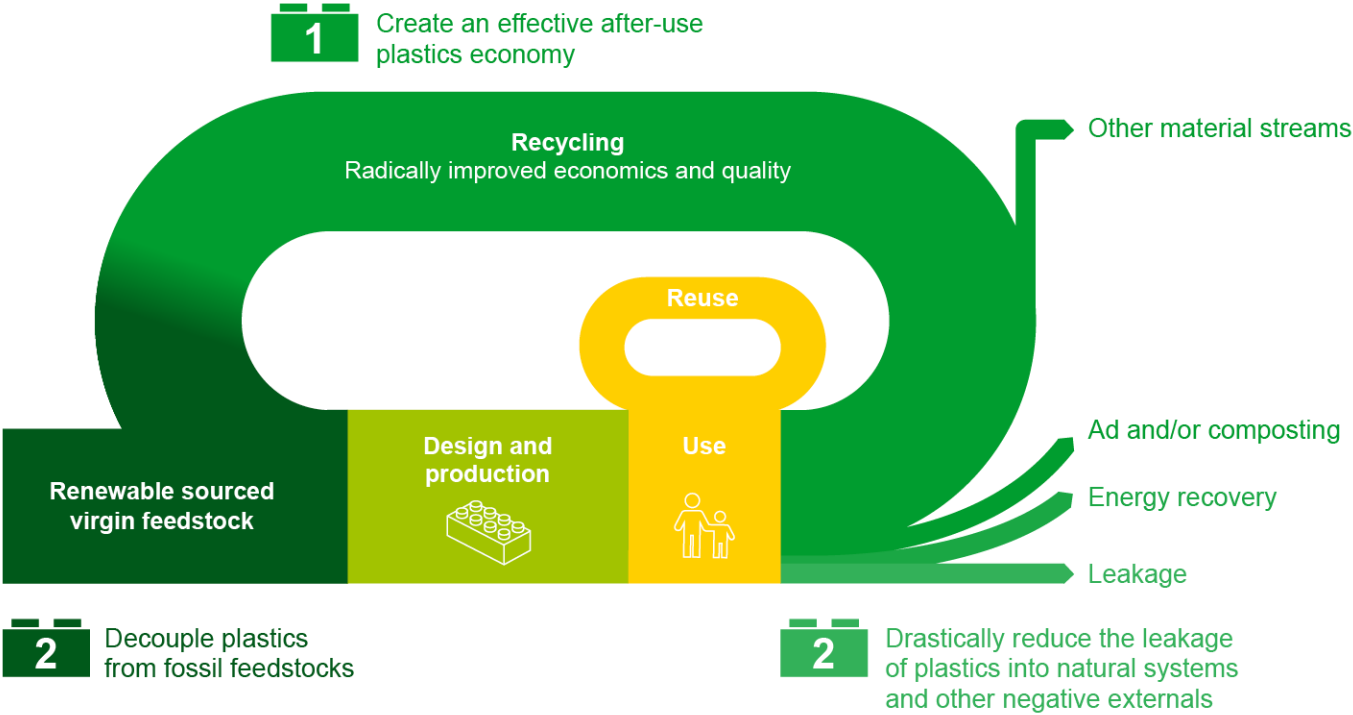 1
Create an effective after-use
plastics economy
Recycling
Radically improved economics and quality
Other material streams
Reuse
Ad and/or composting
Design and
production
Use
Renewable sourced
virgin feedstock
Energy recovery
Leakage
2
Decouple plastics
from fossil feedstocks
2
Drastically reduce the leakage
of plastics into natural systems
and other negative externals